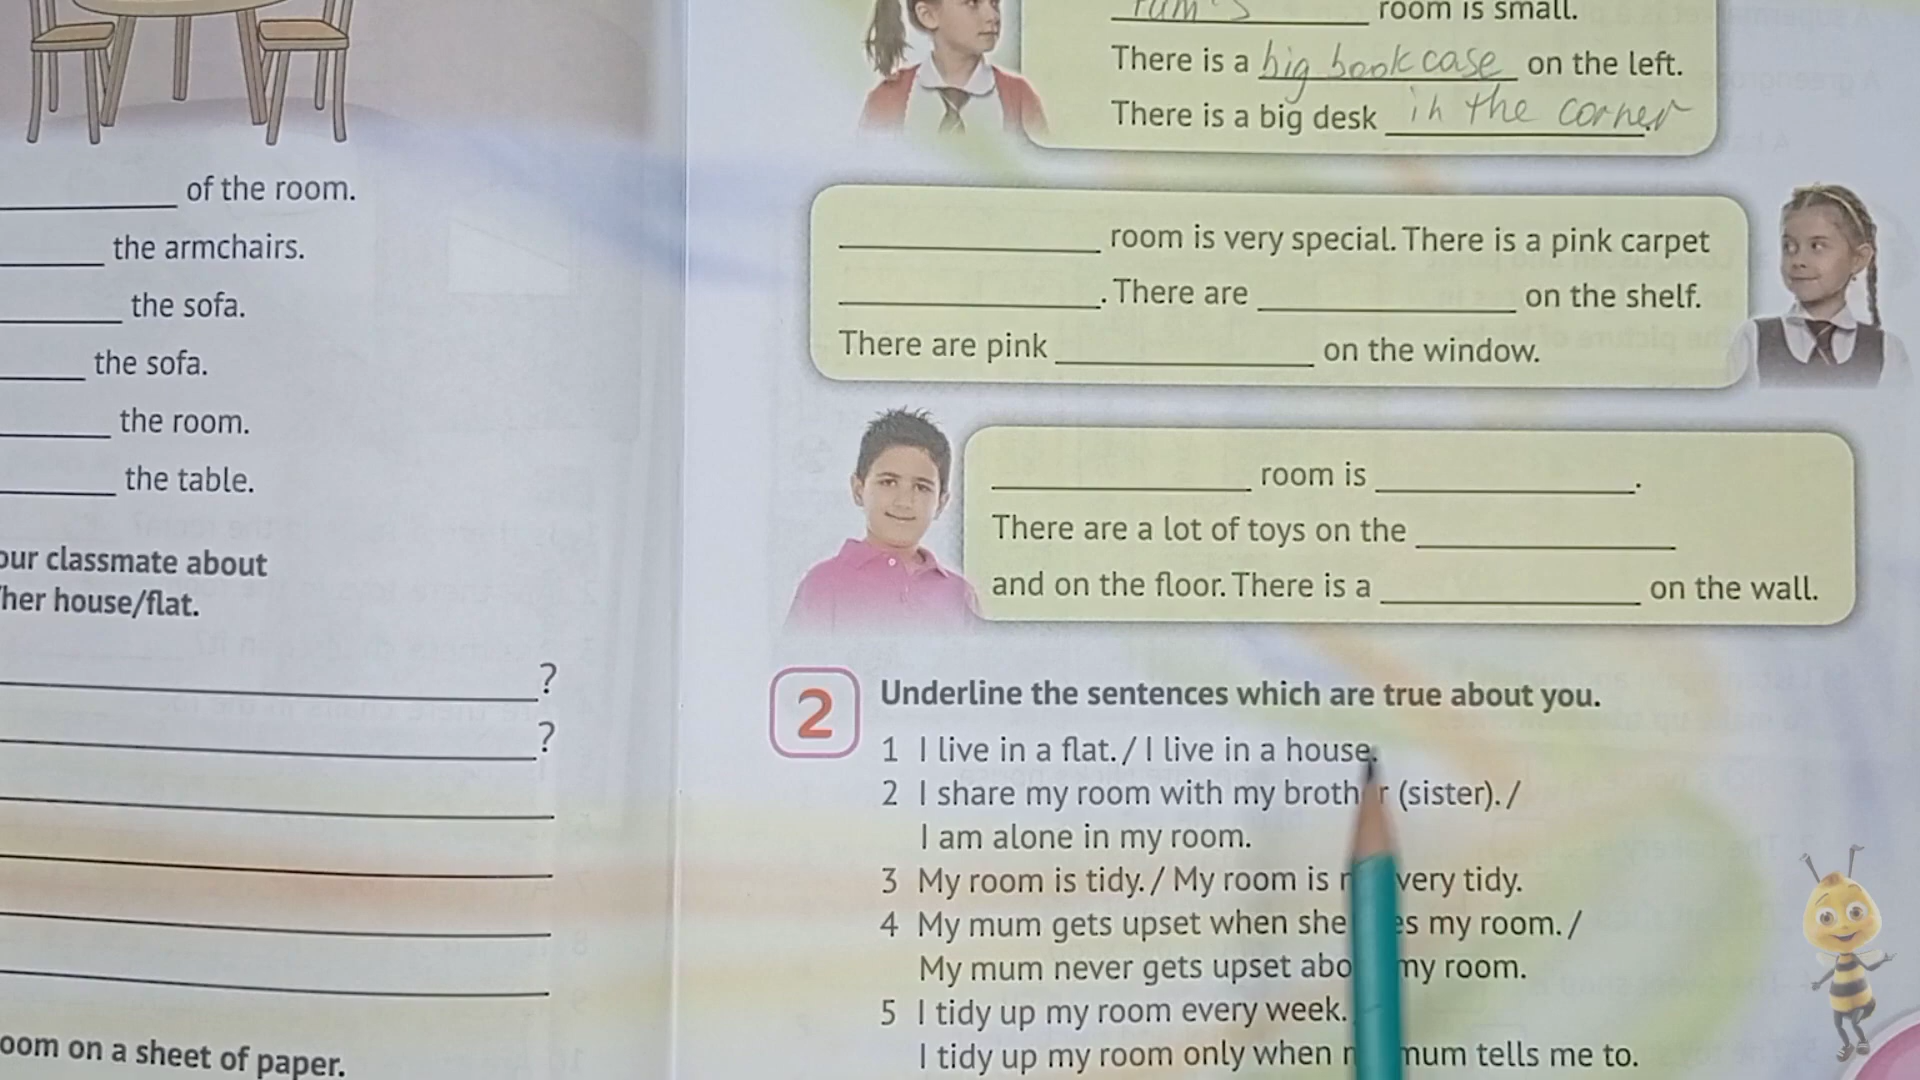 of the room.
the armchairs.
the sofa.
the sofa.
the room.
the table.
our classmate about
her house/flat.
?
?
oom on a sheet of paper.
room is small.
There is a big bookcase on the left.
There is a big desk in the corner.
room is very special. There is a pink carpet
. There are on the shelf.
There are pink on the window.
room is .
There are a lot of toys on the
and on the floor. There is a on the wall.
2 Underline the sentences which are true about you.
1 I live in a flat. / I live in a house.
2 I share my room with my brother (sister). /
I am alone in my room.
3 My room is tidy. / My room is very tidy.
4 My mum gets upset when she my room. /
My mum never gets upset my room.
5 I tidy up my room every week.
I tidy up my room only when mum tells me to.